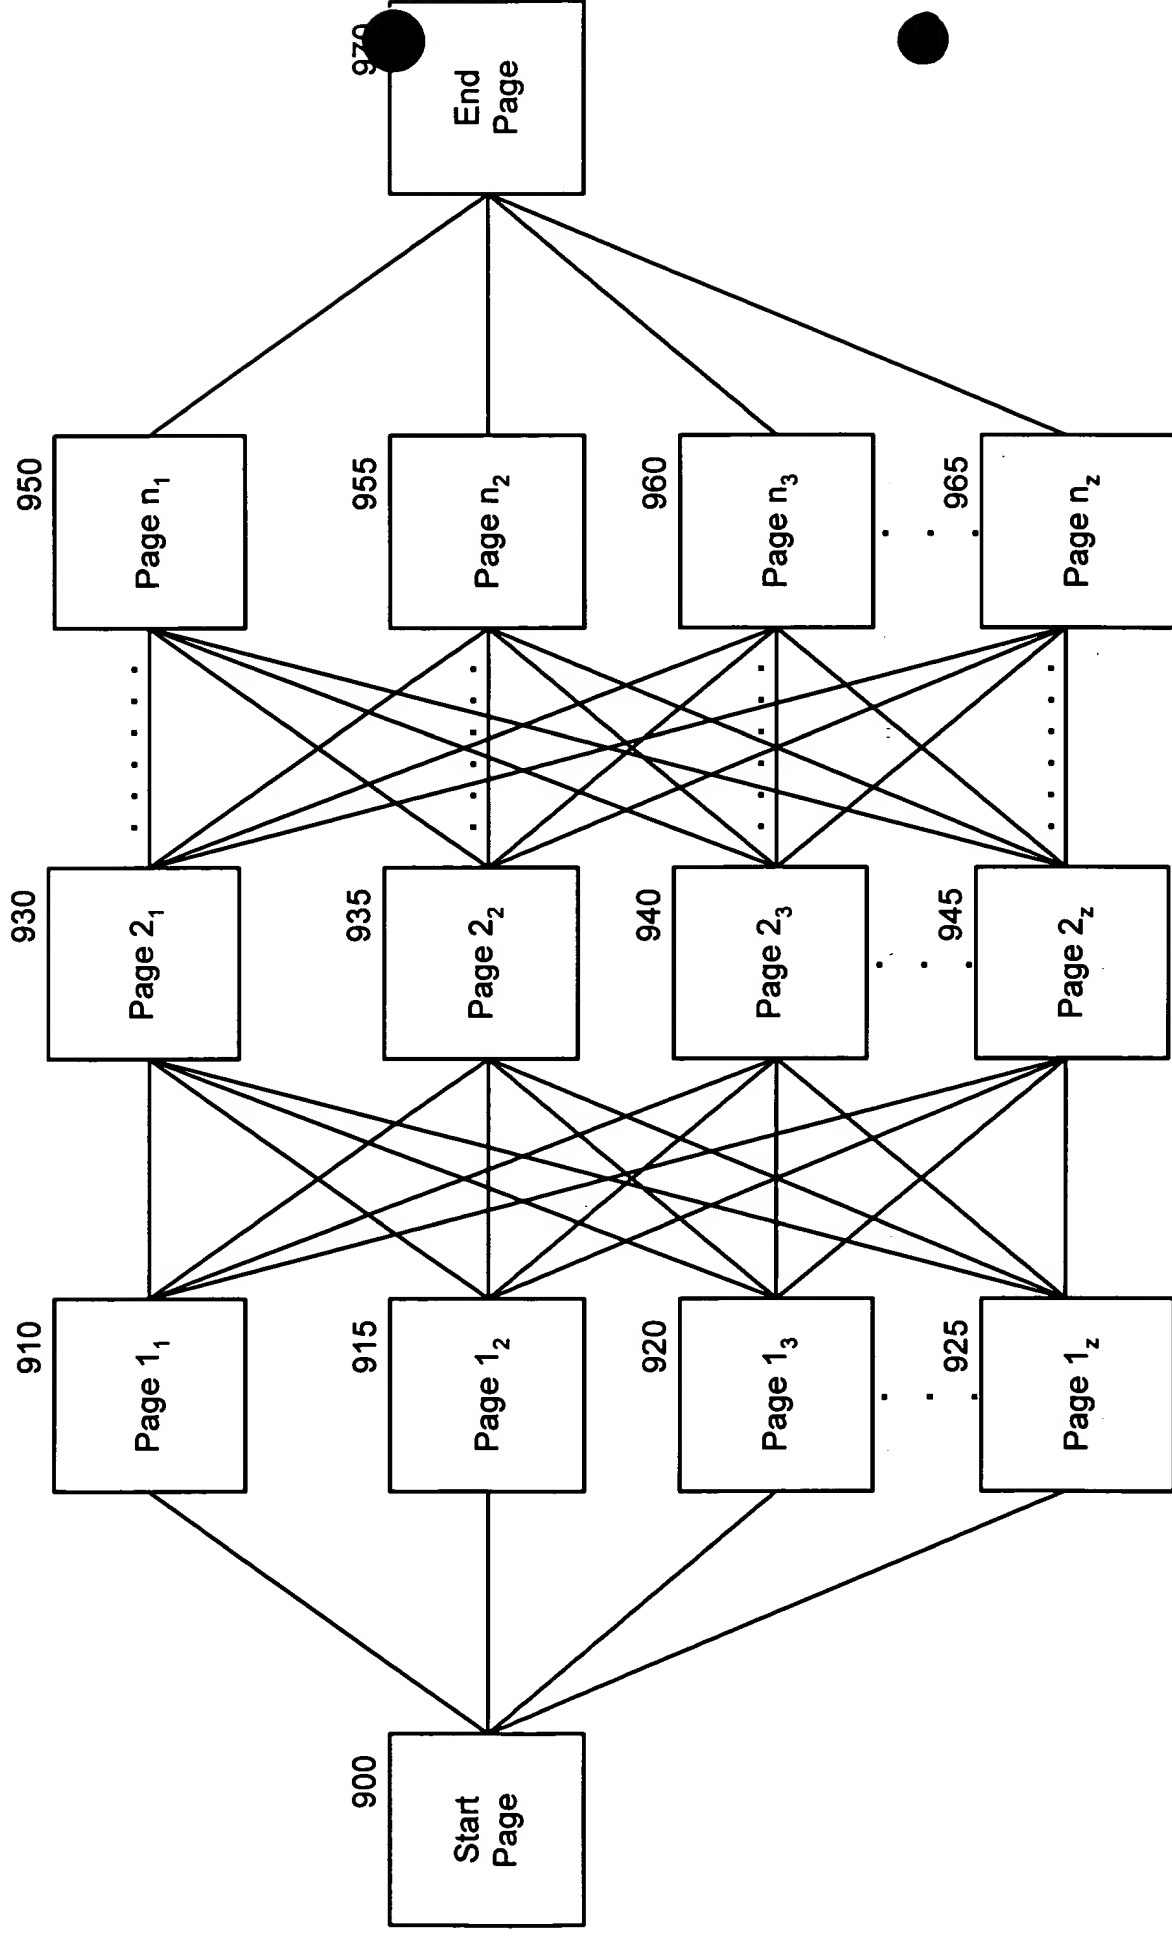 900
Start
Page
910
Page 1₁
915
Page 1₂
920
Page 1₃
925
Page 1z
930
Page 2₁
935
Page 2₂
940
Page 2₃
945
Page 2z
950
Page n₁
955
Page n₂
960
Page n₃
965
Page nz
970
End
Page